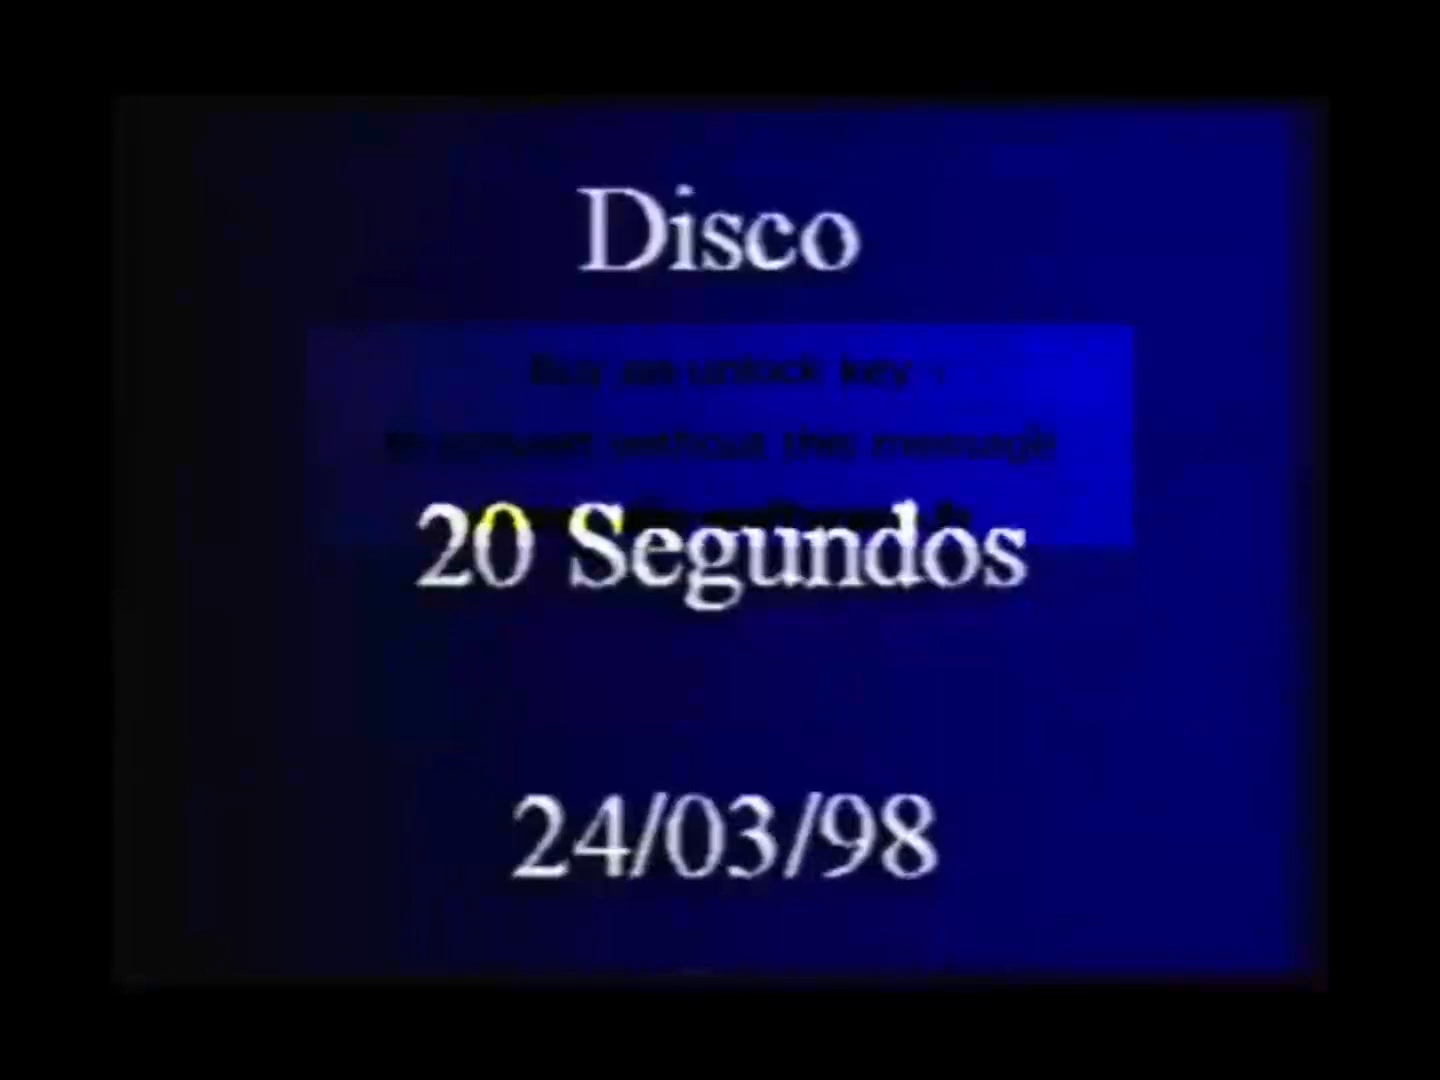 Disco
Buy an unlock key
to convert without this message
20 Segundos
24/03/98